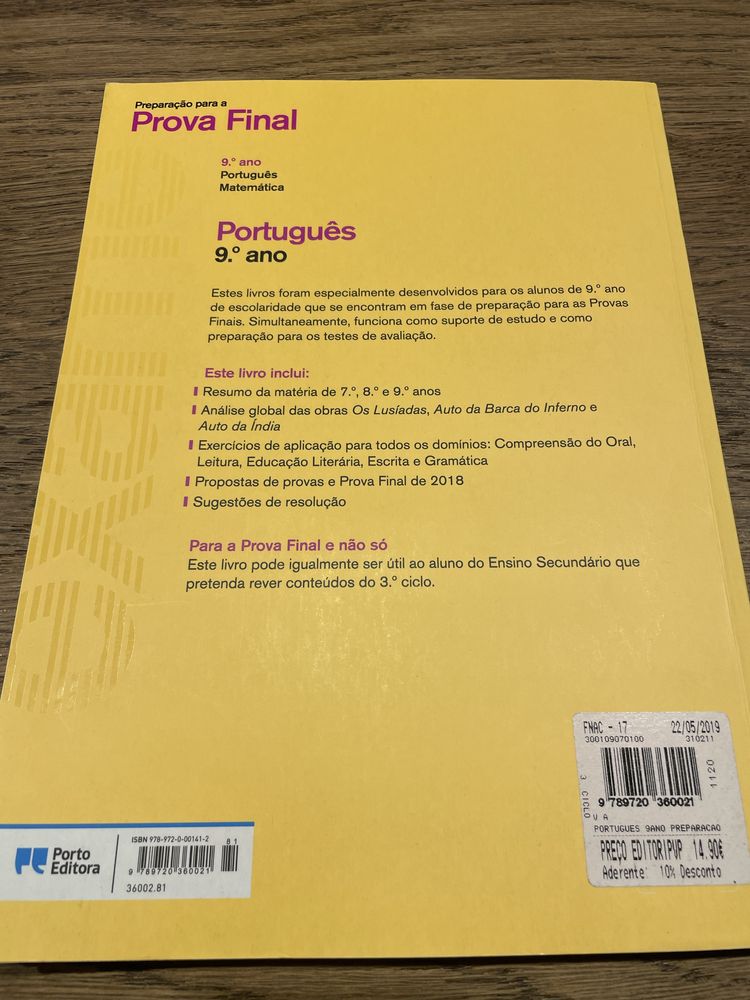 Preparação para a
Prova Final
9.º ano
Português
Matemática
Português
9.º ano
Estes livros foram especialmente desenvolvidos para os alunos de 9.º ano
de escolaridade que se encontram em fase de preparação para as Provas
Finais. Simultaneamente, funciona como suporte de estudo e como
preparação para os testes de avaliação.
Este livro inclui:
Resumo da matéria de 7.º, 8.º e 9.º anos
Análise global das obras Os Lusíadas, Auto da Barca do Inferno e
Auto da Índia
Exercícios de aplicação para todos os domínios: Compreensão do Oral,
Leitura, Educação Literária, Escrita e Gramática
Propostas de provas e Prova Final de 2018
Sugestões de resolução
Para a Prova Final e não só
Este livro pode igualmente ser útil ao aluno do Ensino Secundário que
pretenda rever conteúdos do 3.º ciclo.
exame
FNAC - 17 22/05/2019
300109070100 310211
3 CICLO
1120
9 789720 360021
V A
PORTUGUES 9ANO PREPARACAO
PREÇO EDITOR|PVP 14.90€
Aderente: 10% Desconto
Porto
Editora
ISBN 978-972-0-00141-2
81
9 789720 360021
36002.81